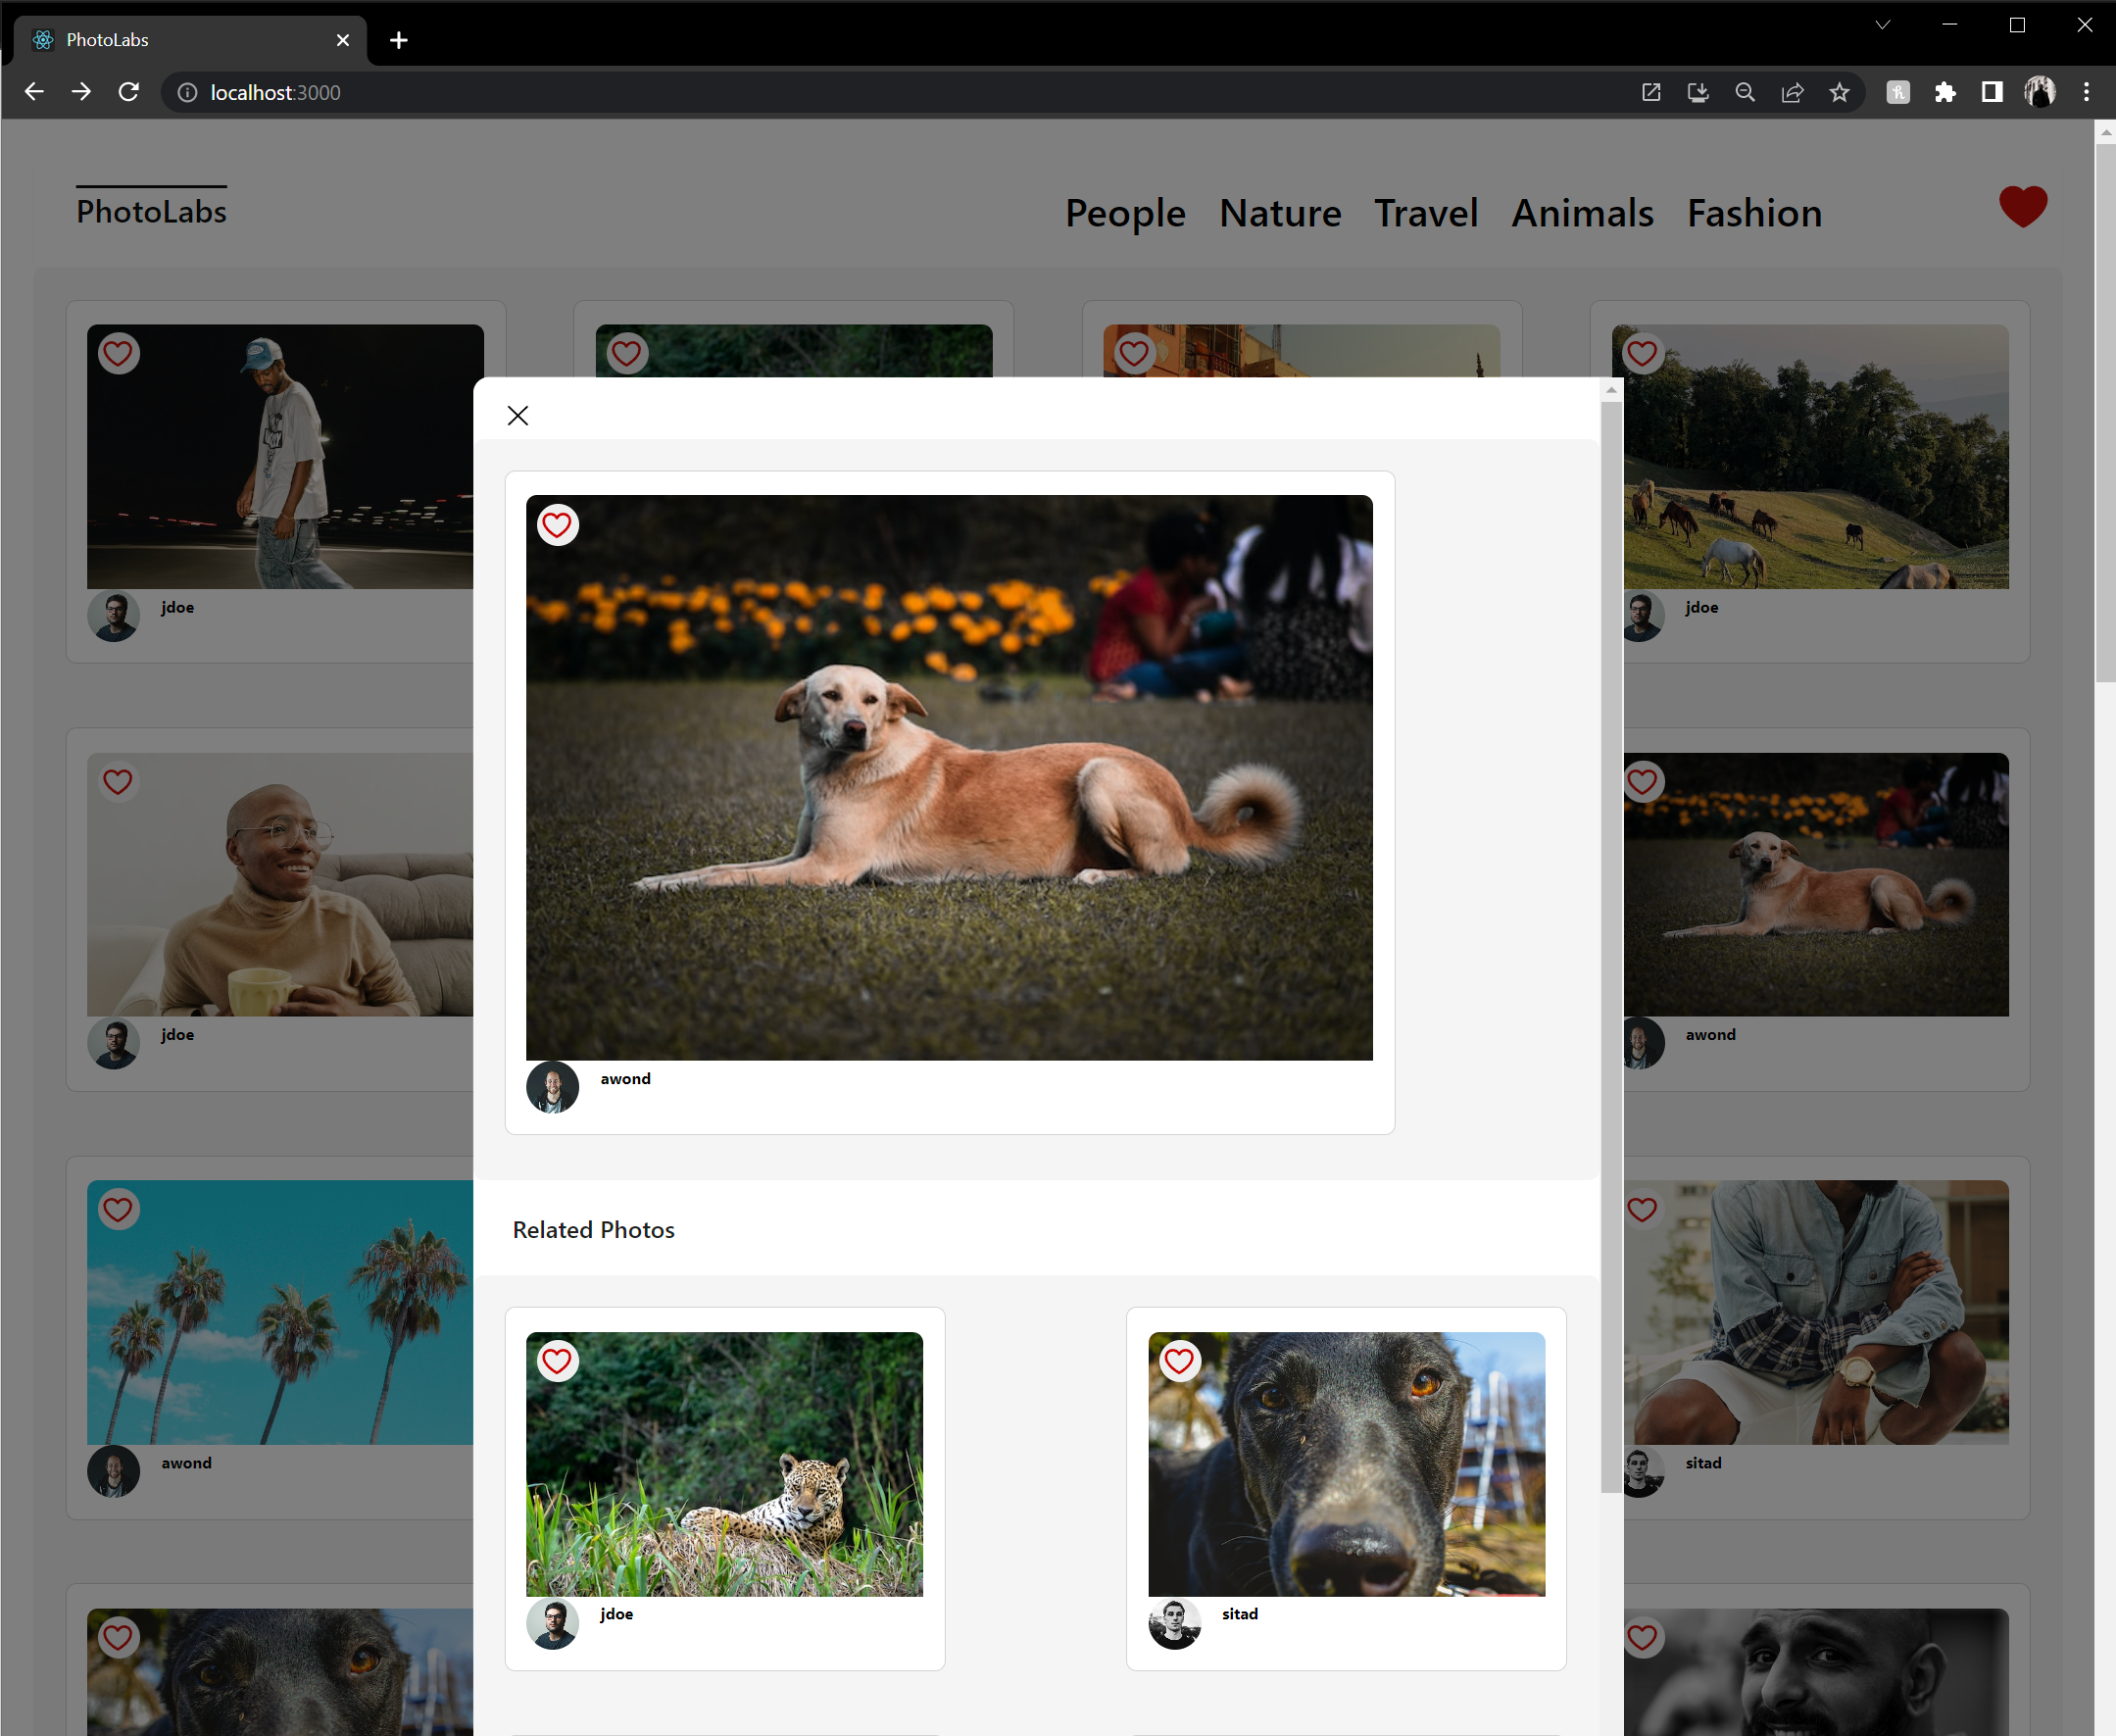 PhotoLabs
localhost:3000
PhotoLabs
People Nature Travel Animals Fashion
jdoe
jdoe
jdoe
awond
awond
Related Photos
awond
sitad
jdoe
sitad